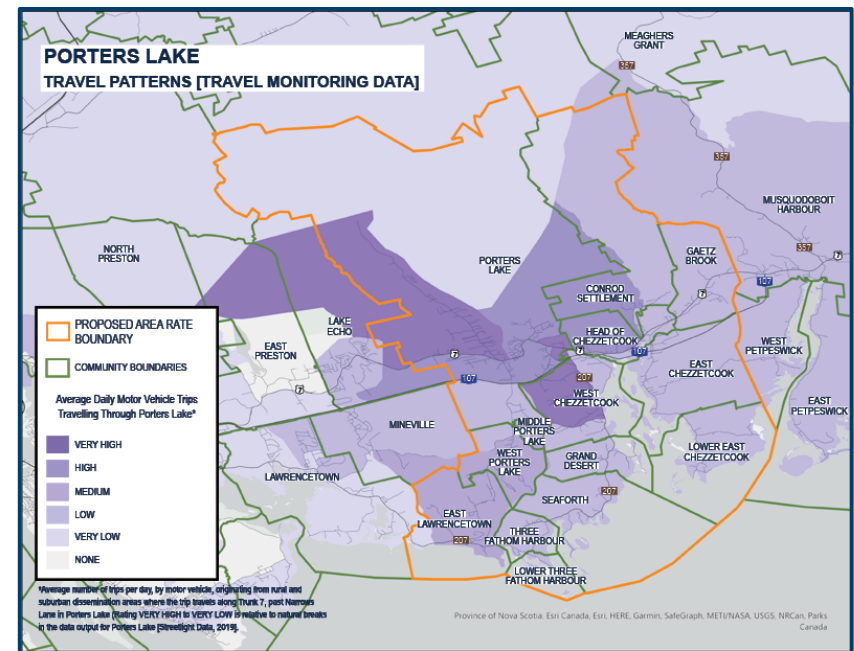 PORTERS LAKE
TRAVEL PATTERNS [TRAVEL MONITORING DATA]
MEAGHERS
GRANT
357
357
MUSQUODOBOIT
HARBOUR
357
7
NORTH
PRESTON
PORTERS
LAKE
GAETZ
BROOK
107
7
CONROD
SETTLEMENT
LAKE
ECHO
HEAD OF
CHEZZETCOOK
EAST
PRESTON
7
7
107
WEST
PETPESWICK
107
207
EAST
CHEZZETCOOK
7
WEST
CHEZZETCOOK
EAST
PETPESWICK
MINEVILLE
MIDDLE
PORTERS
LAKE
LOWER EAST
CHEZZETCOOK
WEST
PORTERS
LAKE
GRAND
DESERT
LAWRENCETOWN
SEAFORTH
207
EAST
LAWRENCETOWN
207
THREE
FATHOM HARBOUR
LOWER THREE
FATHOM HARBOUR
PROPOSED AREA RATE
BOUNDARY
COMMUNITY BOUNDARIES
Average Daily Motor Vehicle Trips
Travelling Through Porters Lake*
VERY HIGH
HIGH
MEDIUM
LOW
VERY LOW
NONE
*Average number of trips per day, by motor vehicle, originating from rural and
suburban dissemination areas where the trip travels along Trunk 7, past Narrows
Lane in Porters Lake (Rating VERY HIGH to VERY LOW is relative to natural breaks
in the data output for Porters Lake [Streetlight Data, 2019].
Province of Nova Scotia, Esri Canada, Esri, HERE, Garmin, SafeGraph, METI/NASA, USGS, NRCan, Parks
Canada